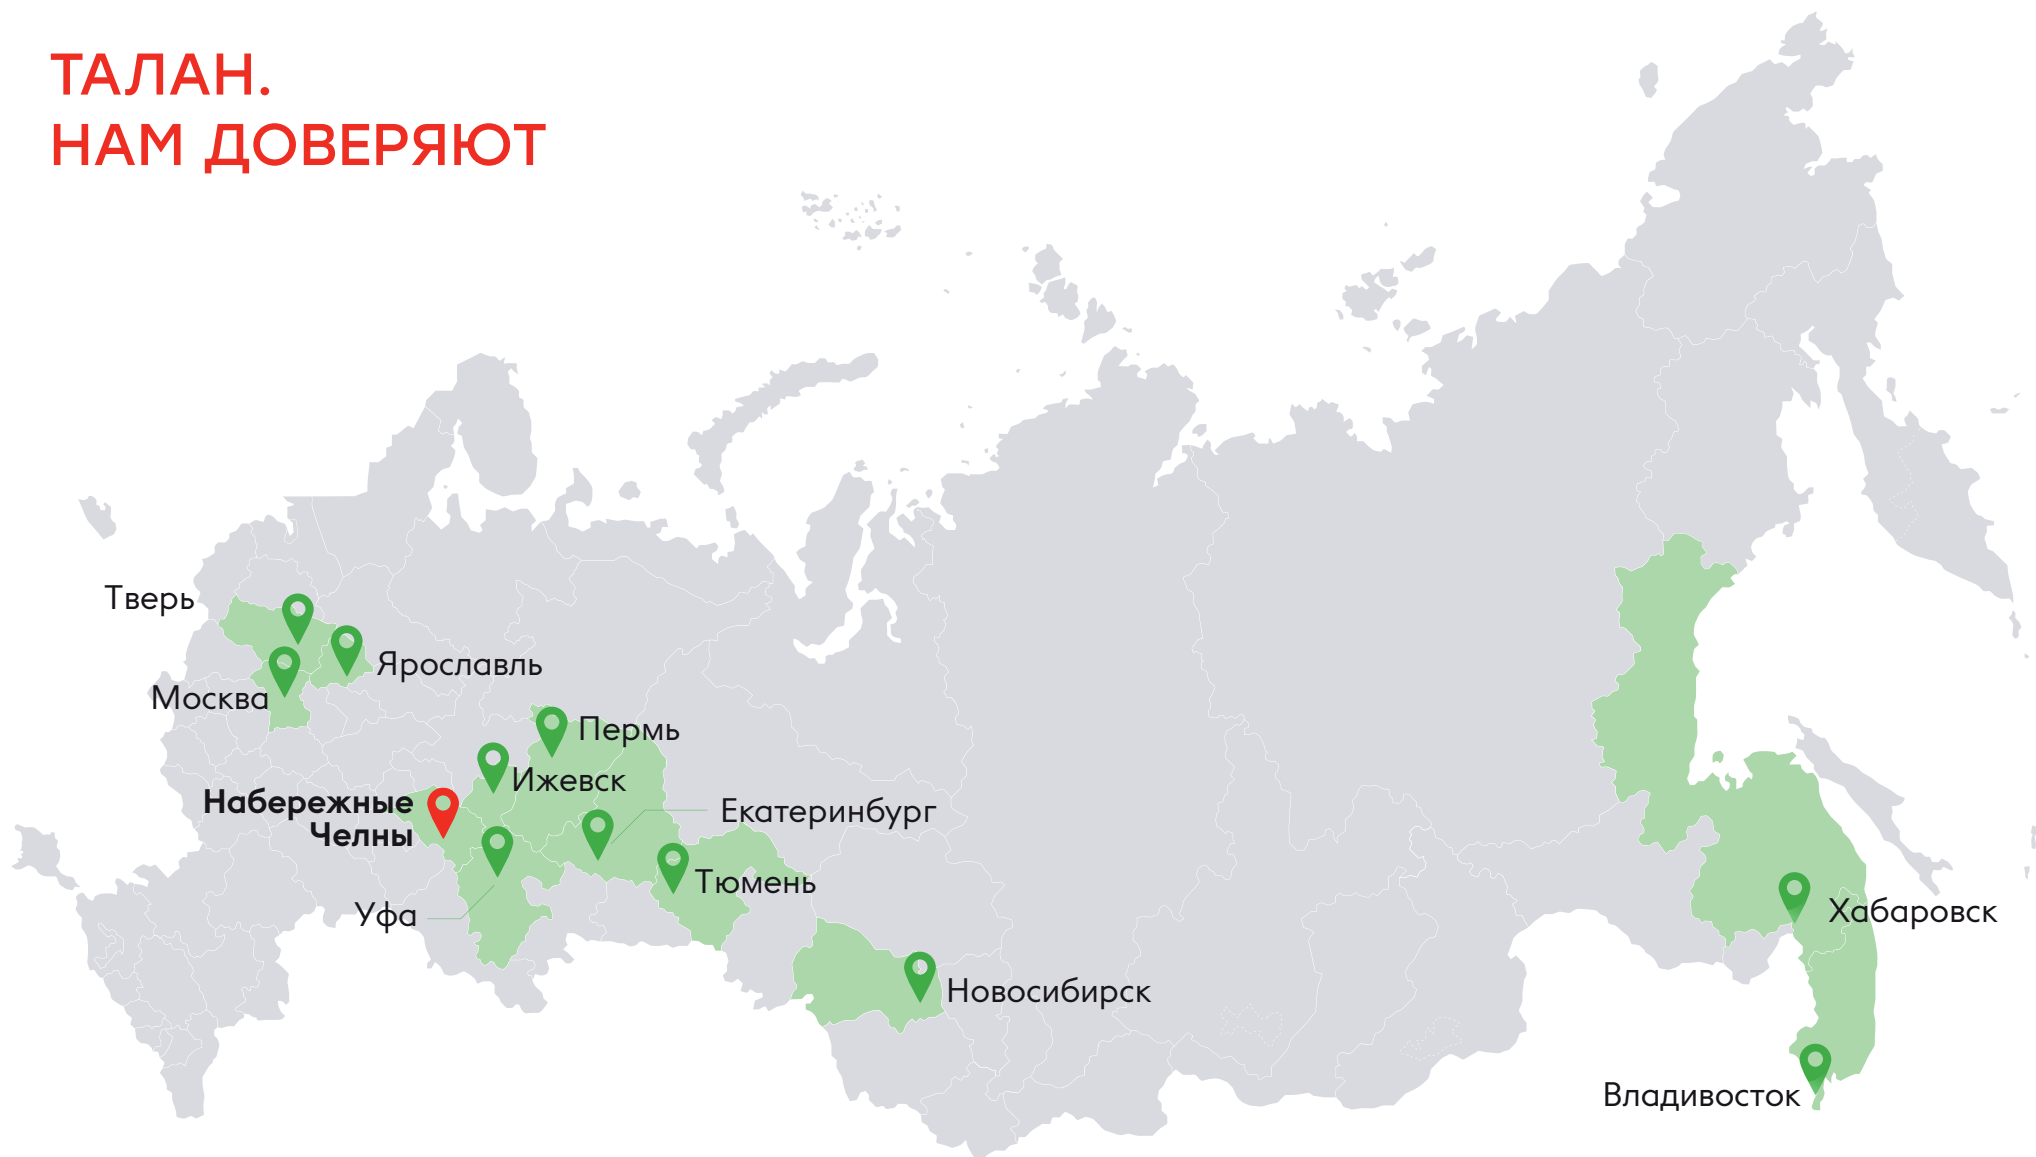 ТАЛАН.
НАМ ДОВЕРЯЮТ
Тверь
Ярославль
Москва
Пермь
Ижевск
Набережные
Челны
Екатеринбург
Тюмень
Уфа
Хабаровск
Новосибирск
Владивосток